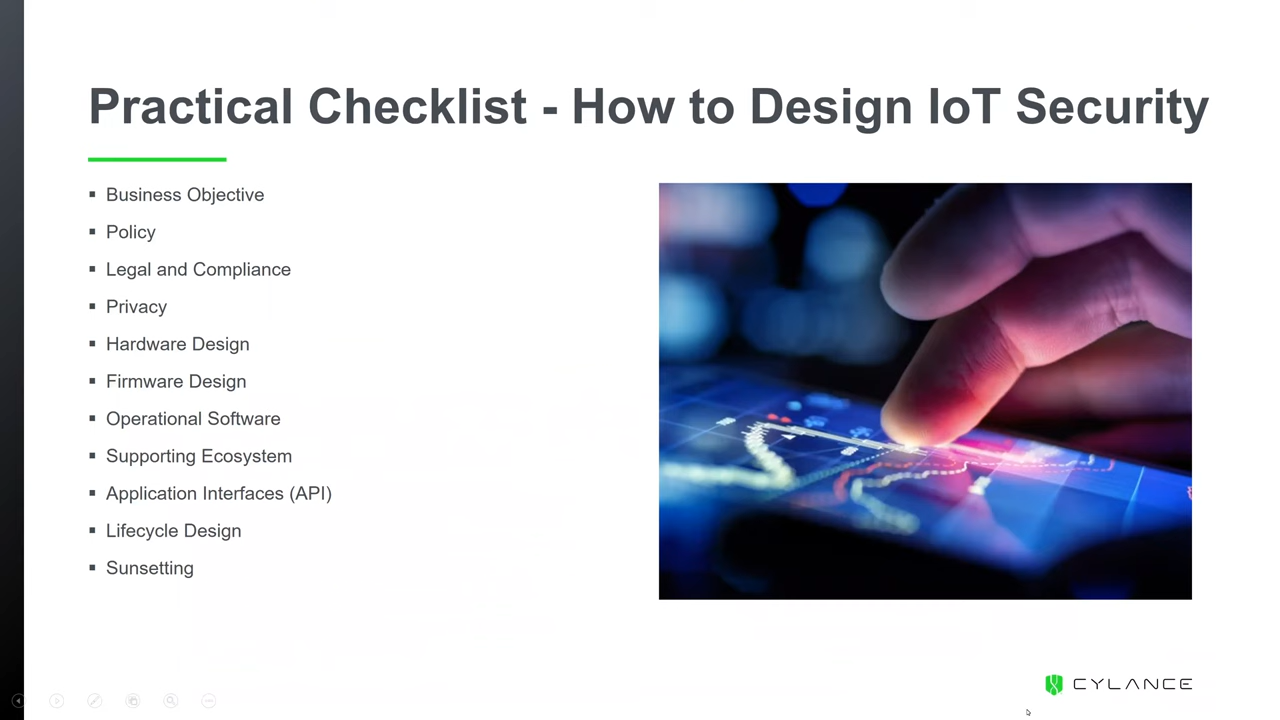 Practical Checklist - How to Design IoT Security
▪ Business Objective
▪ Policy
▪ Legal and Compliance
▪ Privacy
▪ Hardware Design
▪ Firmware Design
▪ Operational Software
▪ Supporting Ecosystem
▪ Application Interfaces (API)
▪ Lifecycle Design
▪ Sunsetting
CYLANCE